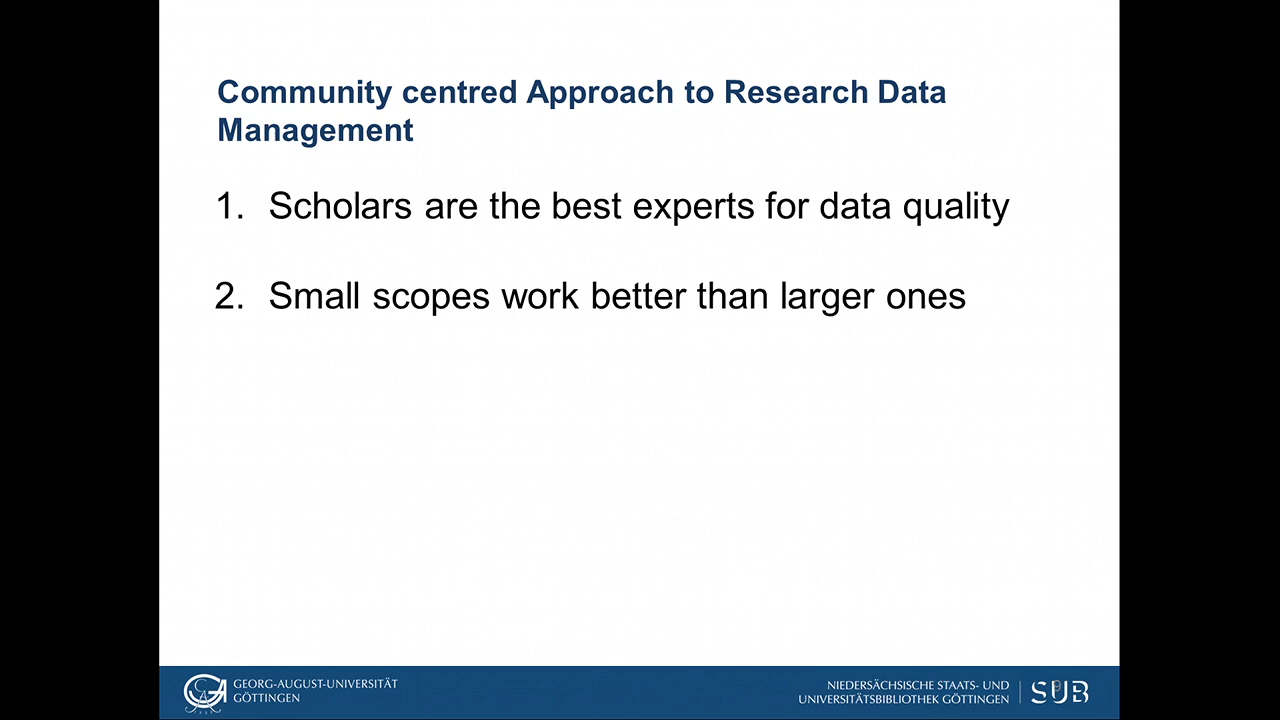 Community centred Approach to Research Data
Management
1. Scholars are the best experts for data quality
2. Small scopes work better than larger ones
GEORG-AUGUST-UNIVERSITÄT
GÖTTINGEN
NIEDERSÄCHSISCHE STAATS- UND
UNIVERSITÄTSBIBLIOTHEK GÖTTINGEN
SUB
9